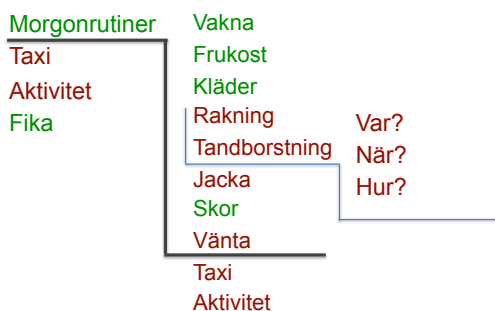 Morgonrutiner
Taxi
Aktivitet
Fika
Vakna
Frukost
Kläder
Rakning
Tandborstning
Jacka
Skor
Vänta
Taxi
Aktivitet
Var?
När?
Hur?